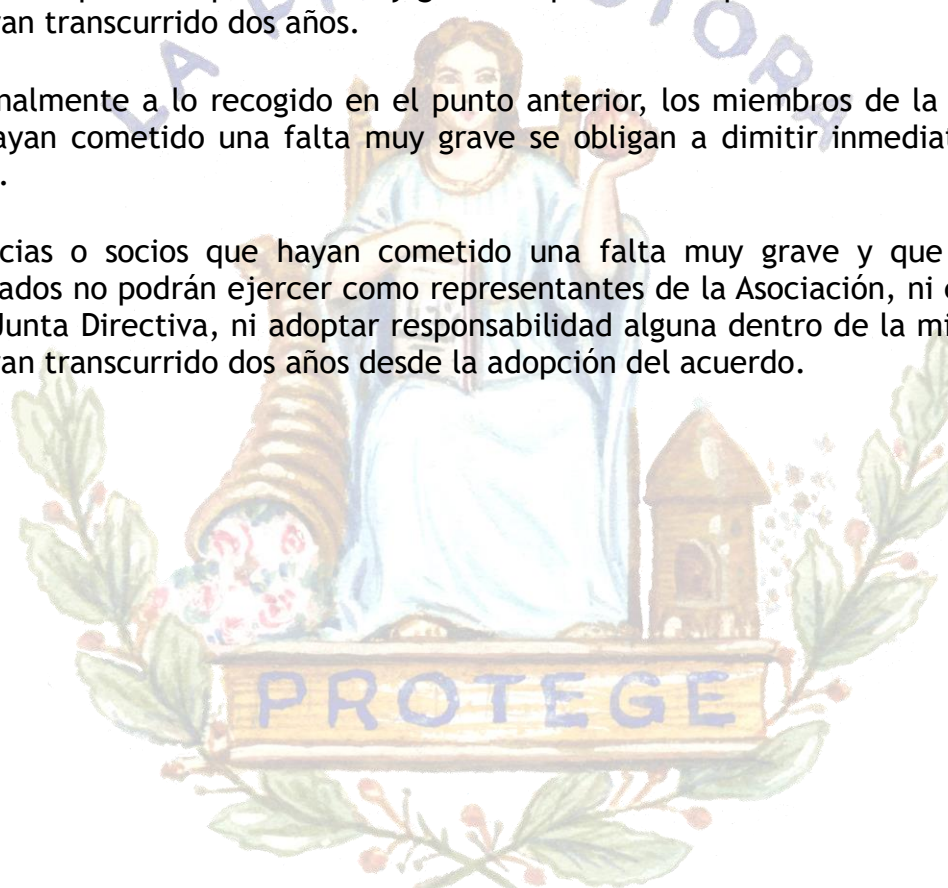 an transcurrido dos años.
LA PROTECTORA
nalmente a lo recogido en el punto anterior, los miembros de la
ayan cometido una falta muy grave se obligan a dimitir inmediat
.
cias o socios que hayan cometido una falta muy grave y que
ados no podrán ejercer como representantes de la Asociación, ni
Junta Directiva, ni adoptar responsabilidad alguna dentro de la mi
an transcurrido dos años desde la adopción del acuerdo.
PROTEGE